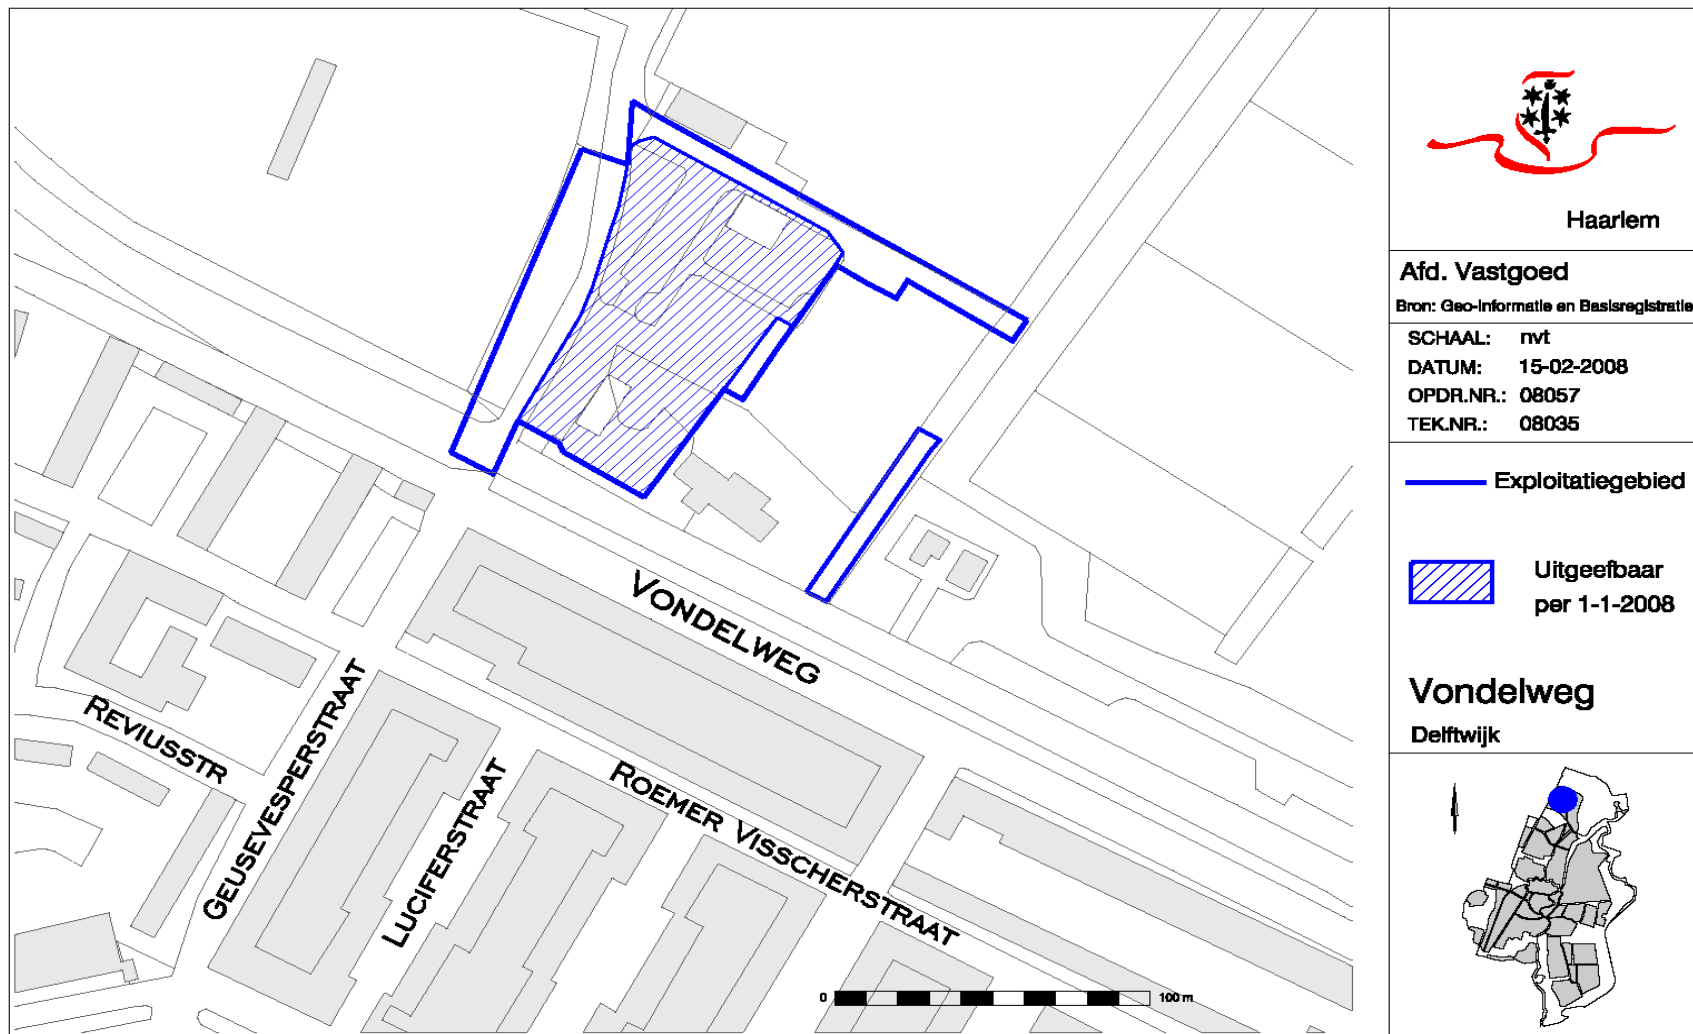 Haarlem
Afd. Vastgoed
Bron: Geo-informatie en Basisregistratie
SCHAAL: nvt
DATUM: 15-02-2008
OPDR.NR.: 08057
TEK.NR.: 08035
Exploitatiegebied
Uitgeefbaar
per 1-1-2008
Vondelweg
Delftwijk
VONDELWEG
REVIUSSTR
GEUSEVESPERSTRAAT
LUCIFERSTRAAT
ROEMER VISSCHERSTRAAT
0 100 m